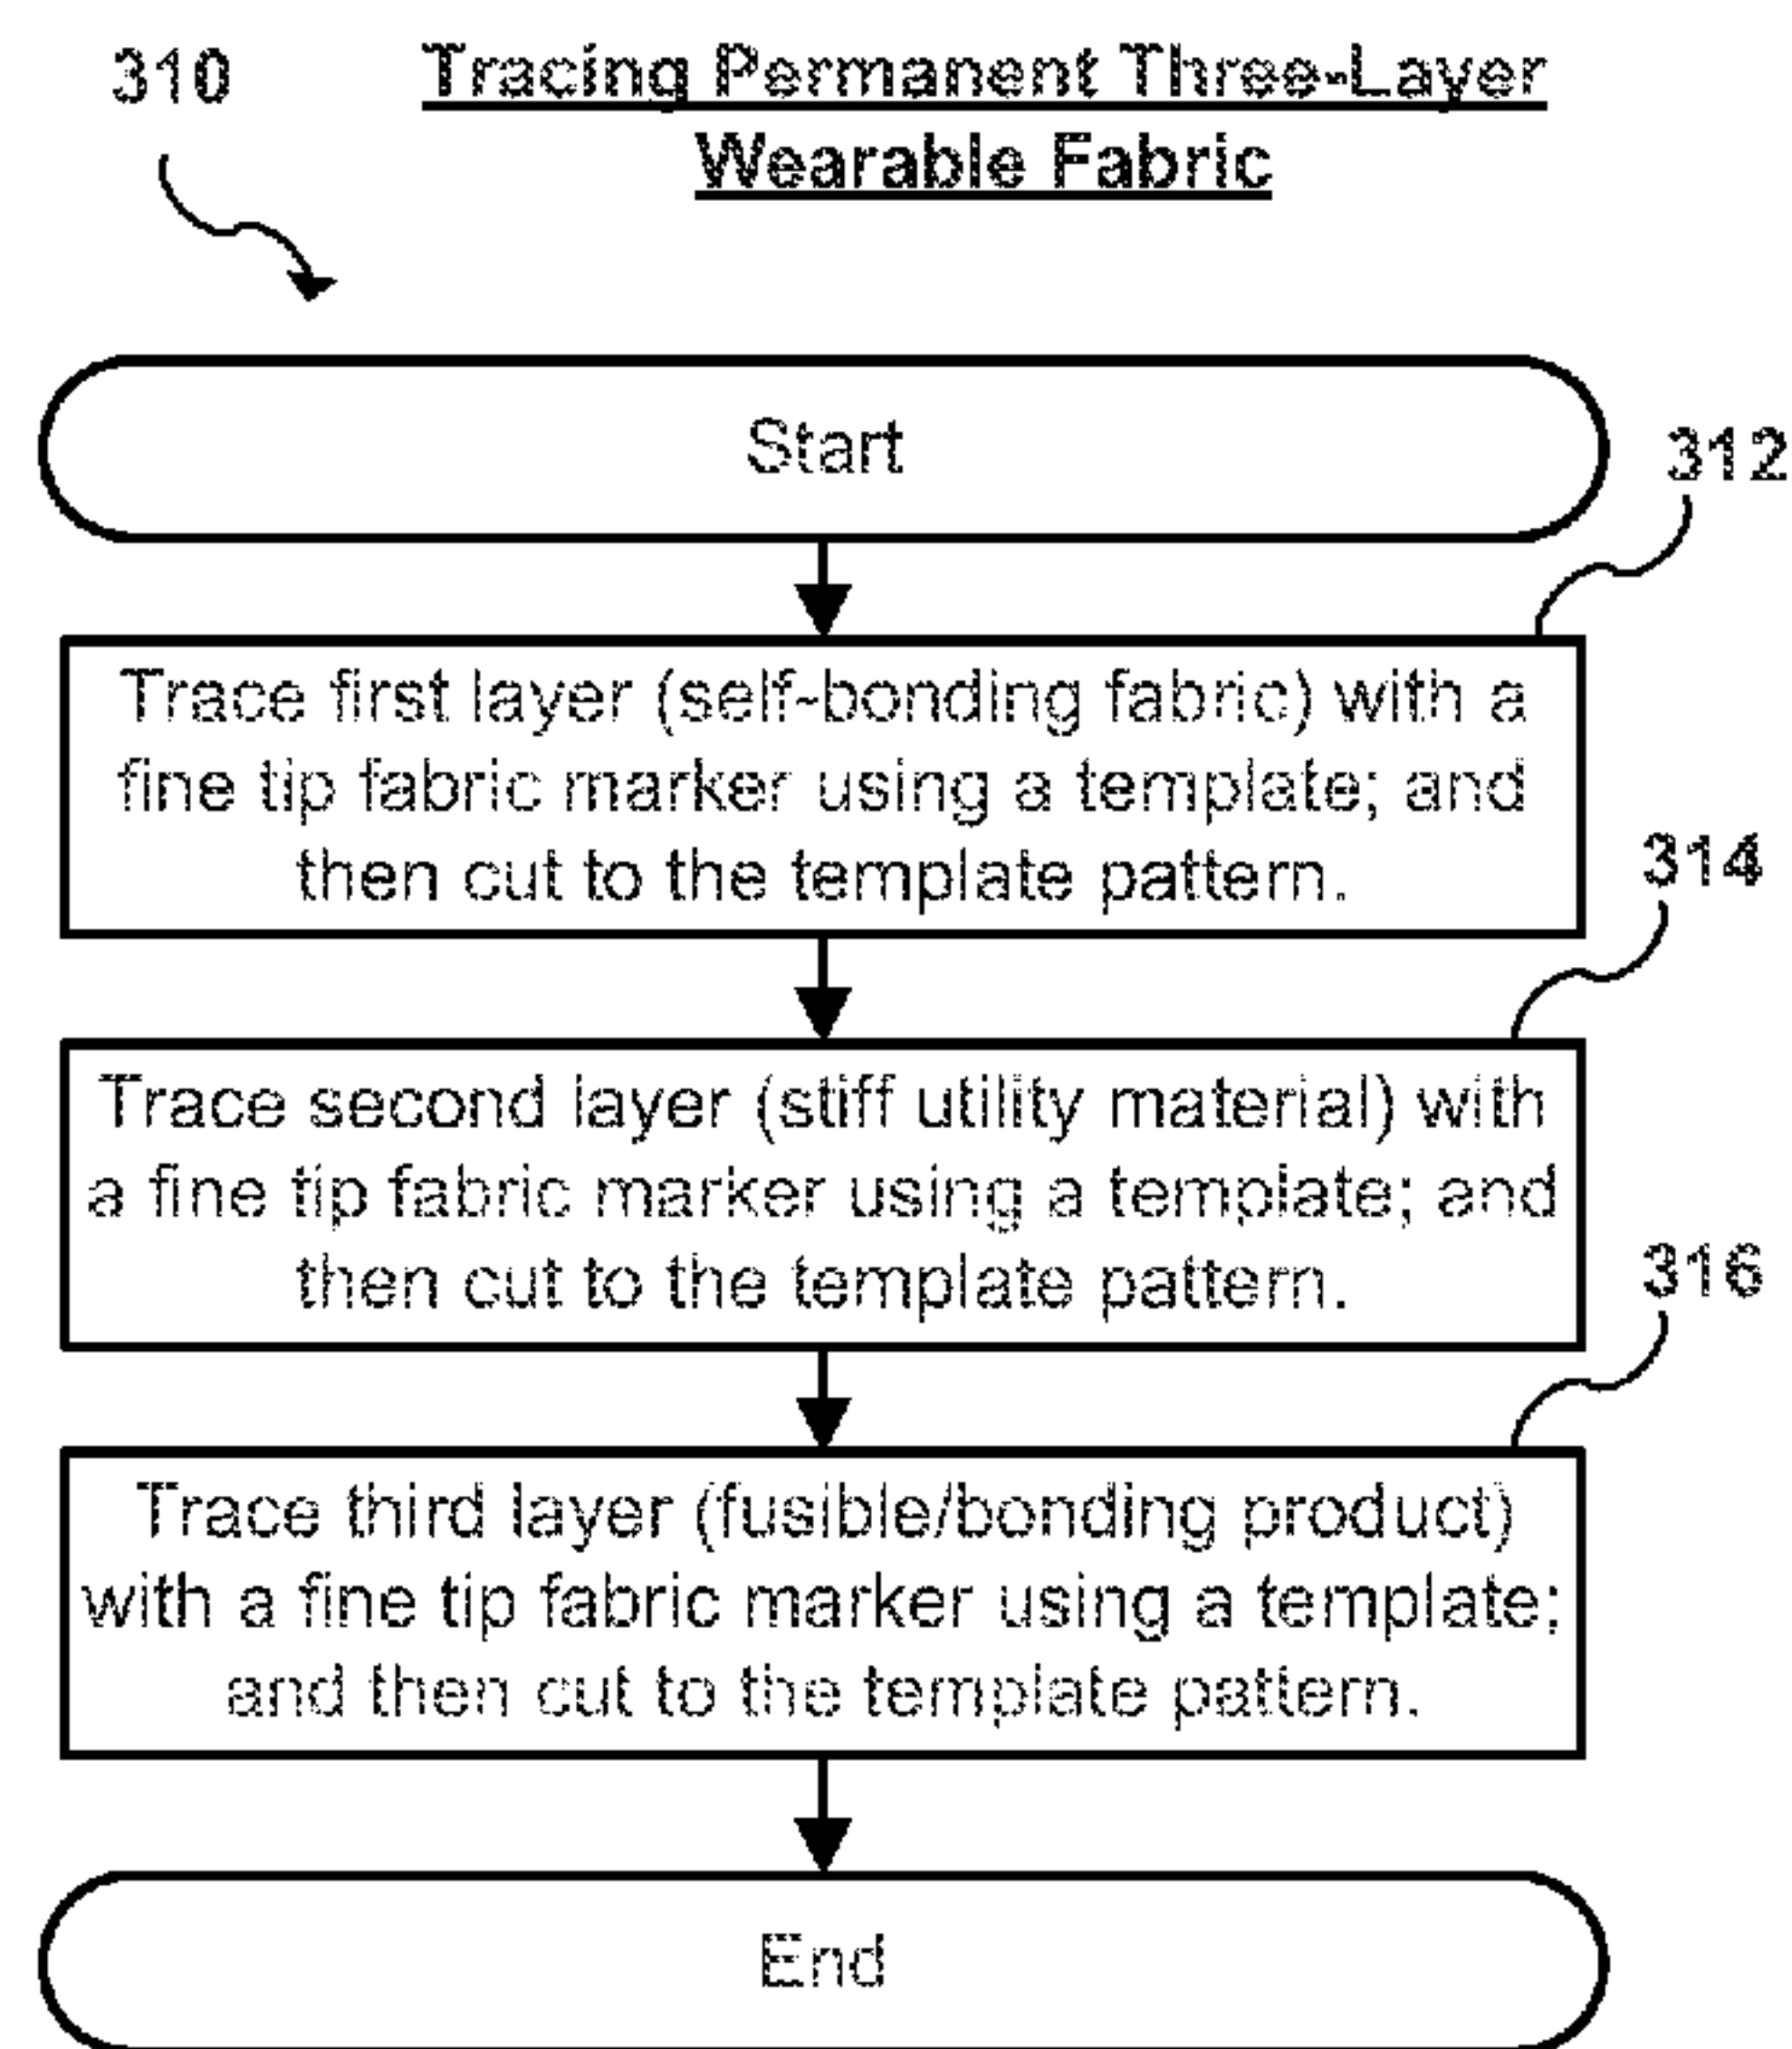 310
Tracing Permanent Three-Layer
Wearable Fabric
Start
312
Trace first layer (self-bonding fabric) with a
fine tip fabric marker using a template; and
then cut to the template pattern.
314
Trace second layer (stiff utility material) with
a fine tip fabric marker using a template; and
then cut to the template pattern.
316
Trace third layer (fusible/bonding product)
with a fine tip fabric marker using a template;
and then cut to the template pattern.
End